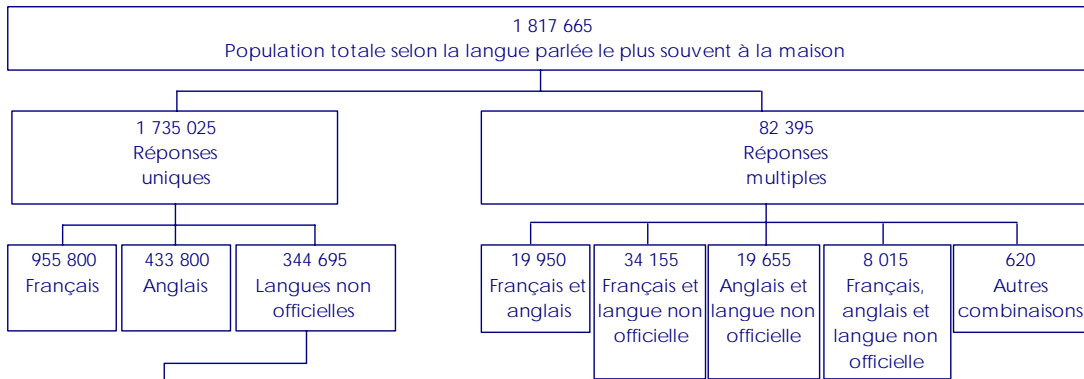 1 817 665
Population totale selon la langue parlée le plus souvent à la maison
1 735 025
Réponses
uniques
82 395
Réponses
multiples
955 800
Français
433 800
Anglais
344 695
Langues non
officielles
19 950
Français et
anglais
34 155
Français et
langue non
officielle
19 655
Anglais et
langue non
officielle
8 015
Français,
anglais et
langue non
officielle
620
Autres
combinaisons